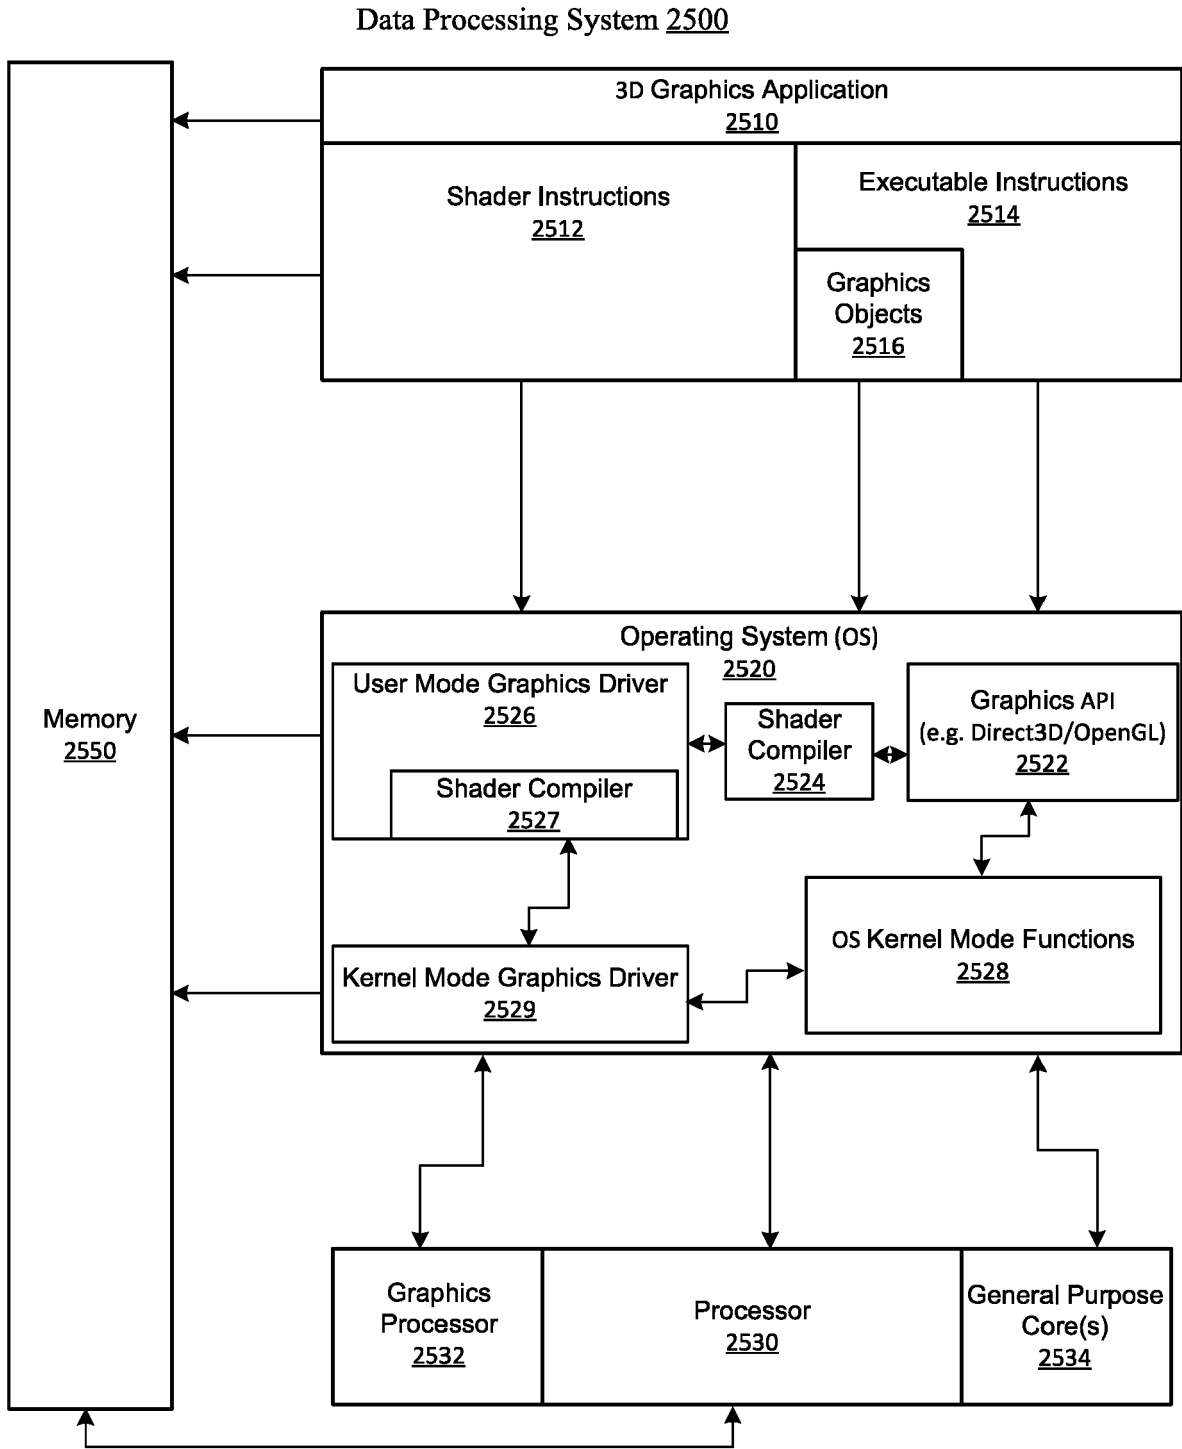 Data Processing System 2500
3D Graphics Application
2510
Shader Instructions
2512
Executable Instructions
2514
Graphics
Objects
2516
Memory
2550
Operating System (OS)
2520
User Mode Graphics Driver
2526
Shader Compiler
2527
Shader
Compiler
2524
Graphics API
(e.g. Direct3D/OpenGL)
2522
OS Kernel Mode Functions
2528
Kernel Mode Graphics Driver
2529
Graphics
Processor
2532
Processor
2530
General Purpose
Core(s)
2534